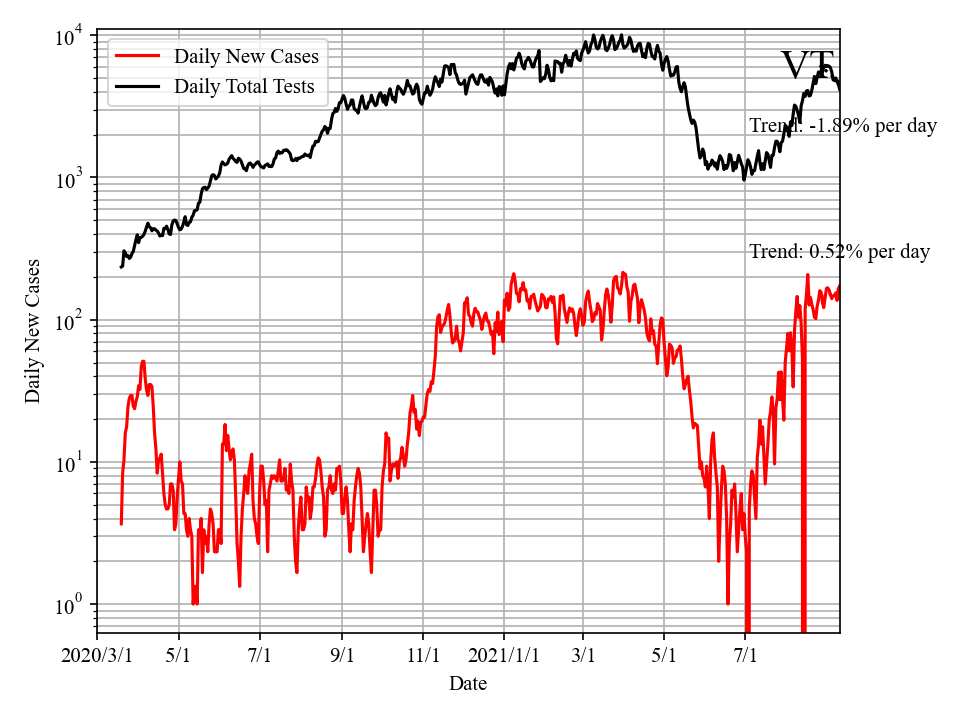 Daily New Cases
Daily Total Tests
VT
Trend: -1.89% per day
Trend: 0.52% per day
10^4
10^3
10^2
10^1
10^0
Daily New Cases
2020/3/1 5/1 7/1 9/1 11/1 2021/1/1 3/1 5/1 7/1
Date